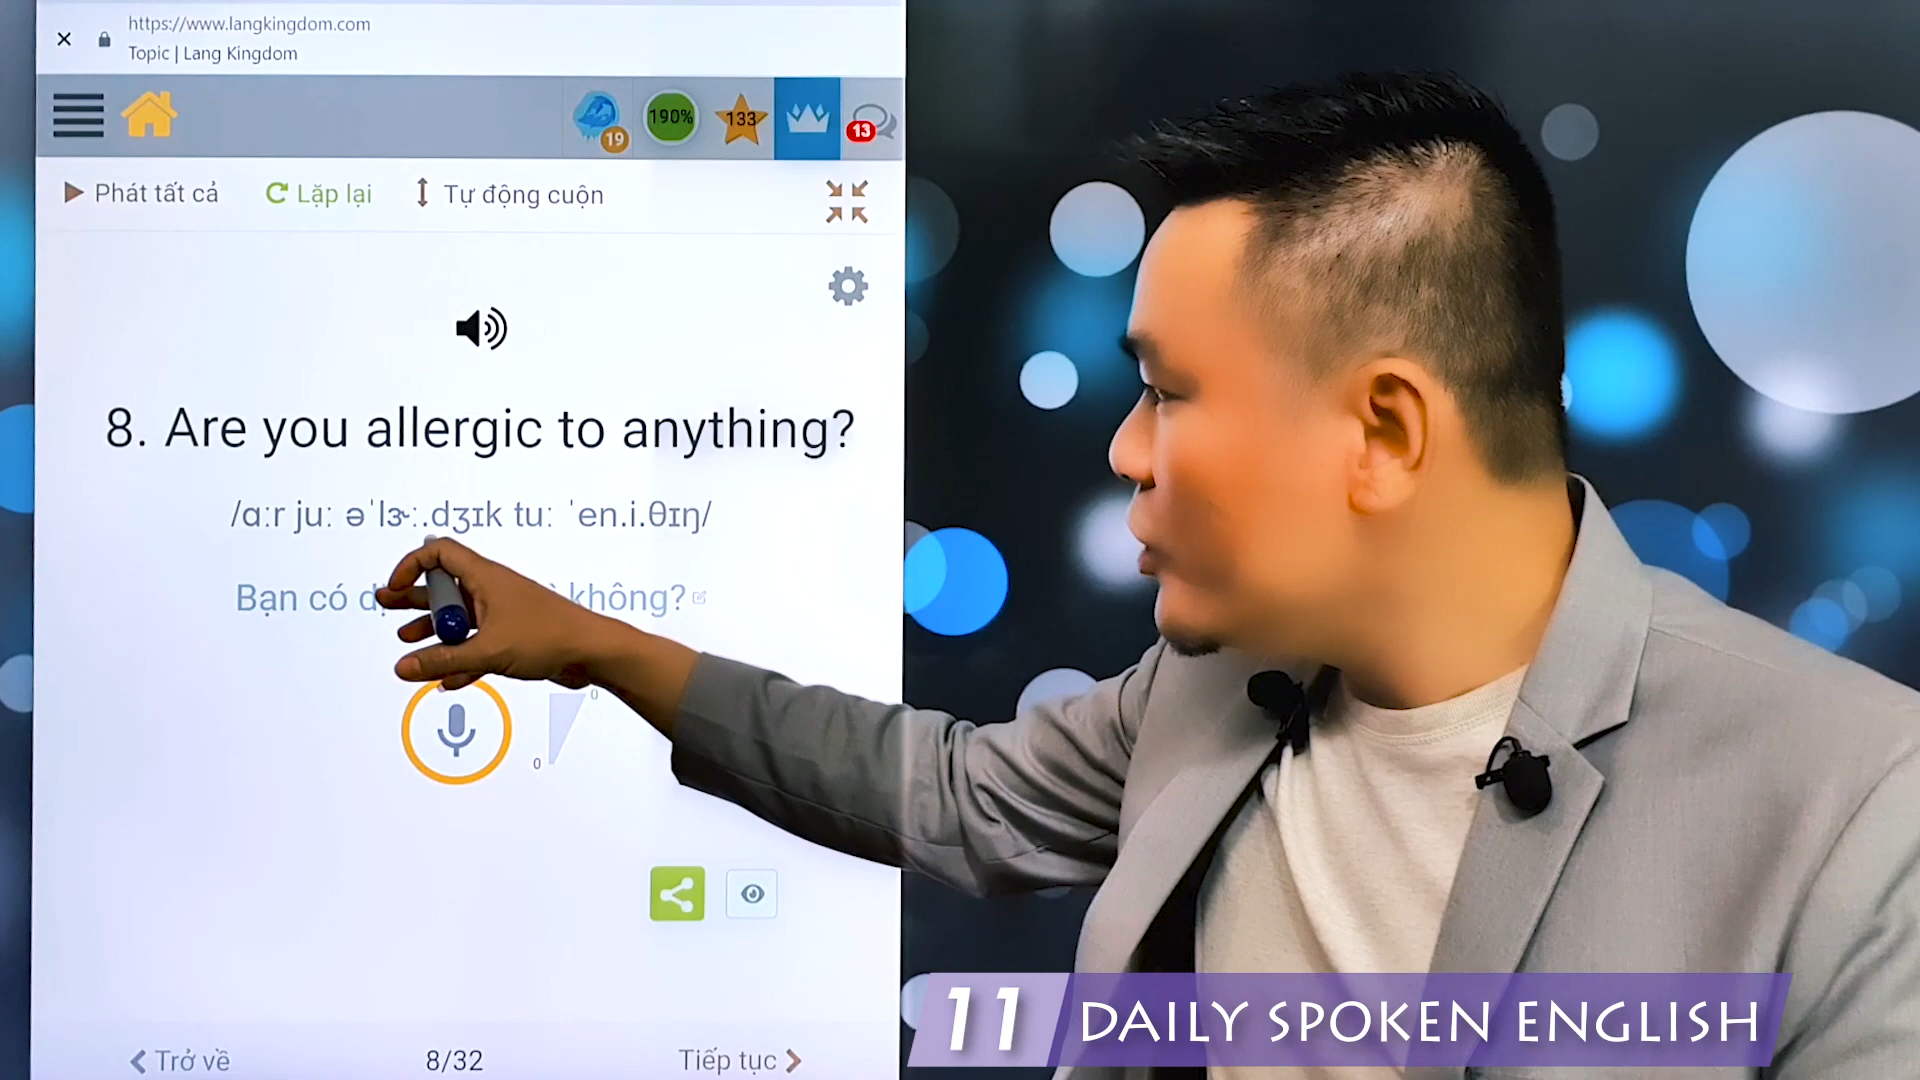 https://www.langkingdom.com
Topic | Lang Kingdom
19
190%
133
13
Phát tất cả
Lặp lại
Tự động cuộn
8. Are you allergic to anything?
/ɑːr juː əˈlɝː.dʒɪk tuː ˈen.i.θɪŋ/
Bạn có không?
0
0
Trở về
8/32
Tiếp tục
11 DAILY SPOKEN ENGLISH